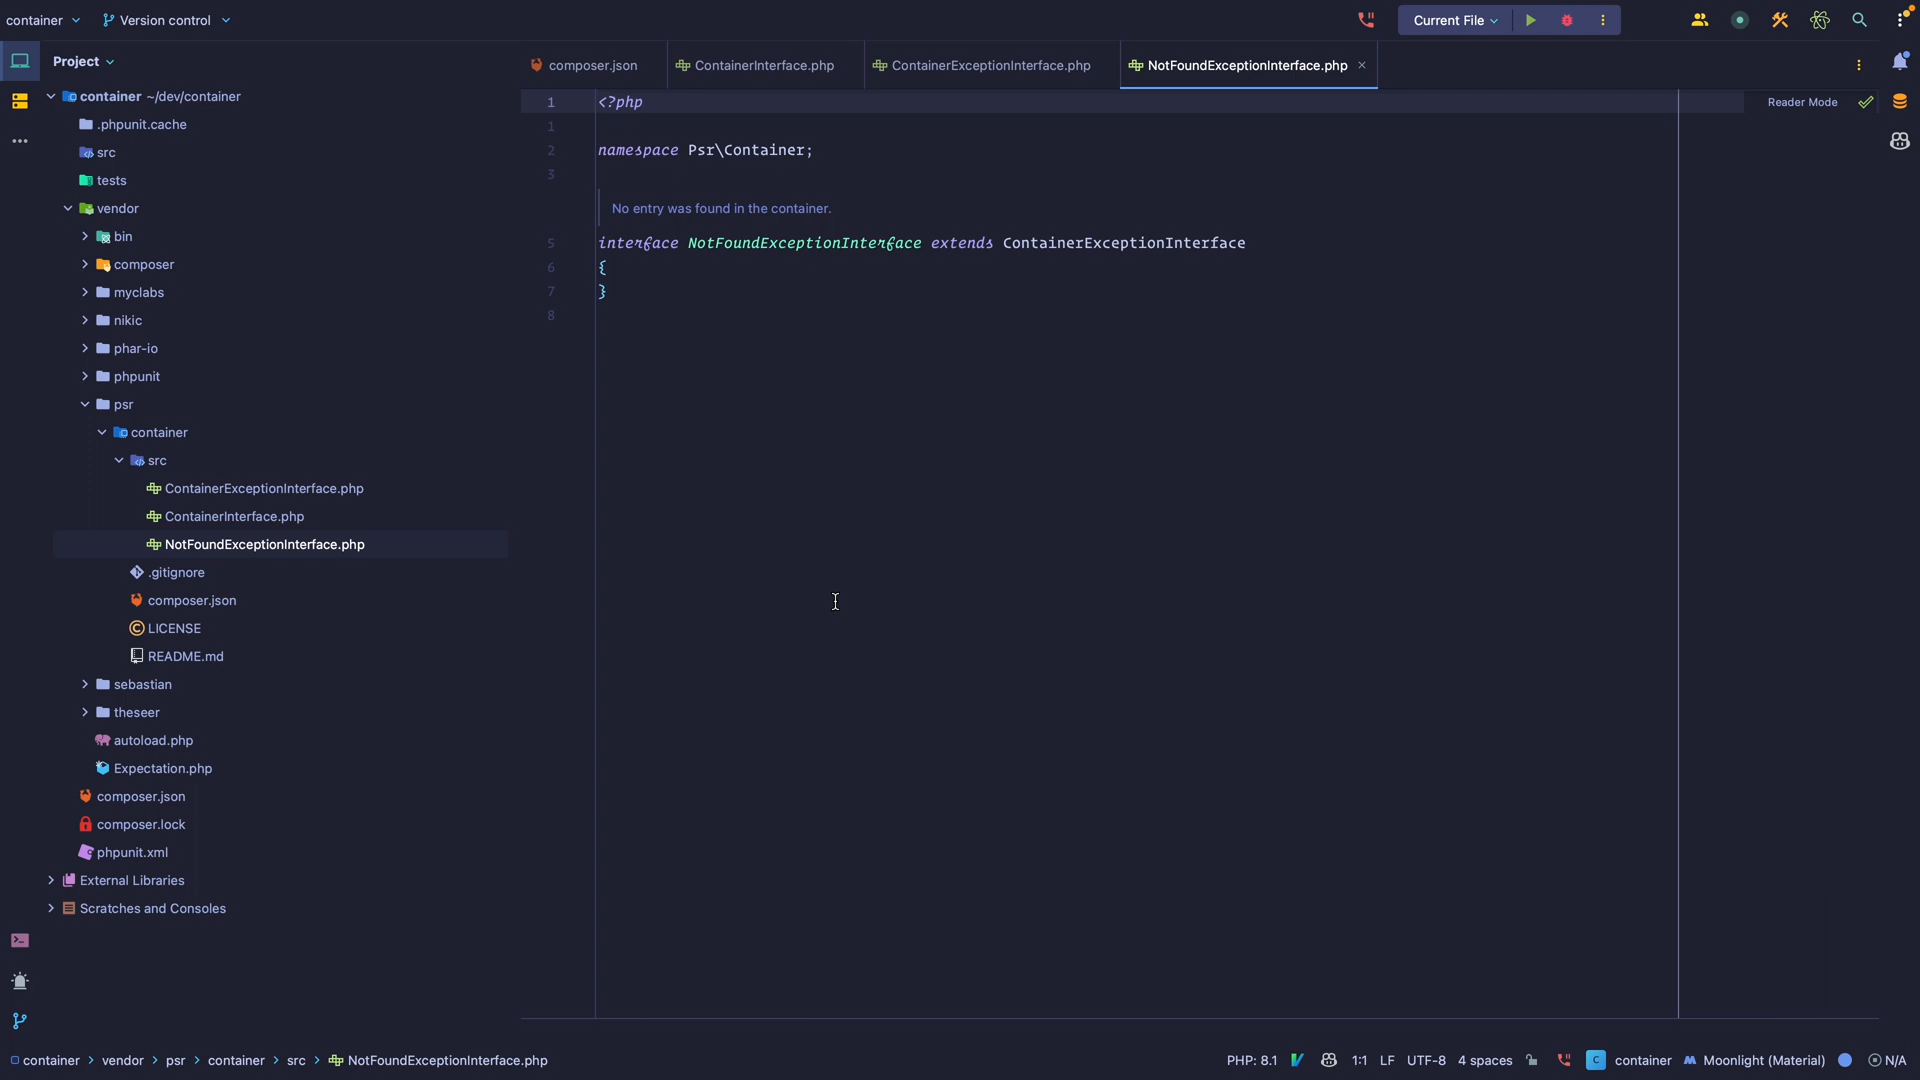 container Version control Current File
Project
composer.json ContainerInterface.php ContainerExceptionInterface.php NotFoundExceptionInterface.php
container ~/dev/container
.phpunit.cache
src
tests
vendor
bin
composer
myclabs
nikic
phar-io
phpunit
psr
container
src
ContainerExceptionInterface.php
ContainerInterface.php
NotFoundExceptionInterface.php
.gitignore
composer.json
LICENSE
README.md
sebastian
theseer
autoload.php
Expectation.php
composer.json
composer.lock
phpunit.xml
External Libraries
Scratches and Consoles
1 <?php
Reader Mode
1
2 namespace Psr\Container;
3
No entry was found in the container.
5 interface NotFoundExceptionInterface extends ContainerExceptionInterface
6 {
7 }
8
container > vendor > psr > container > src > NotFoundExceptionInterface.php
PHP: 8.1 1:1 LF UTF-8 4 spaces C container Moonlight (Material) N/A